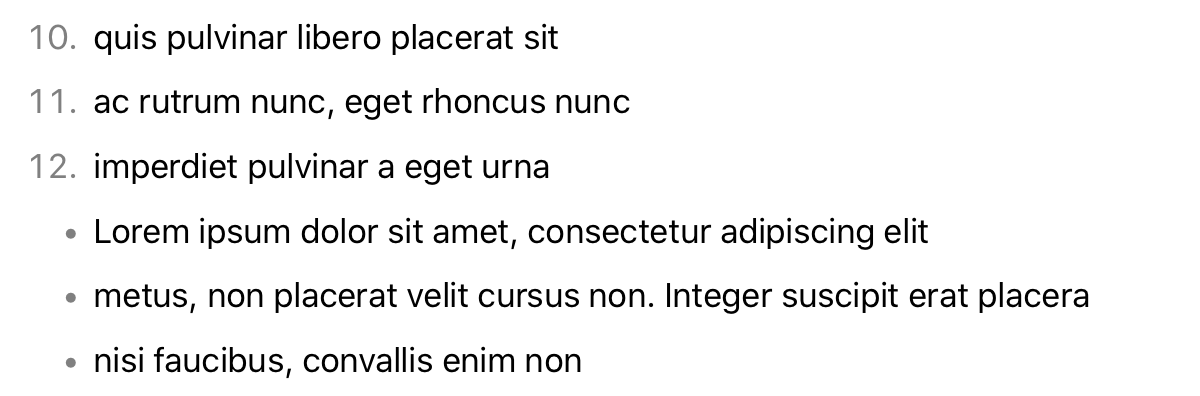 10. quis pulvinar libero placerat sit
11. ac rutrum nunc, eget rhoncus nunc
12. imperdiet pulvinar a eget urna
• Lorem ipsum dolor sit amet, consectetur adipiscing elit
• metus, non placerat velit cursus non. Integer suscipit erat placera
• nisi faucibus, convallis enim non